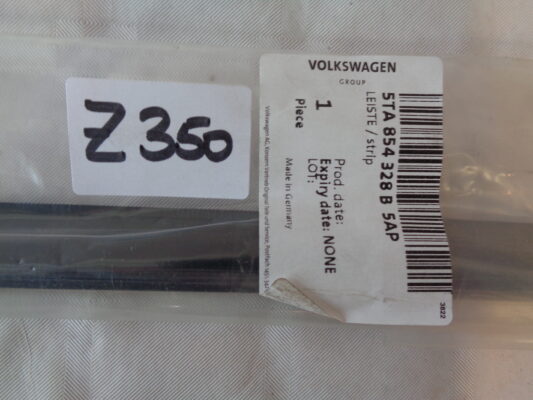 Z 350
VOLKSWAGEN
GROUP
5TA 854 328 B 5AP
LEISTE / strip
1
Piece
Prod. date:
Expiry date: NONE
LOT:
Made in Germany
3822